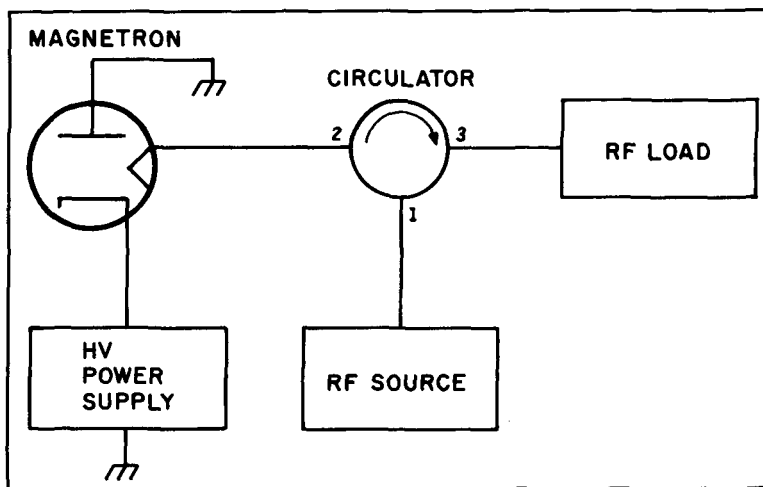 MAGNETRON
CIRCULATOR
2
3
1
RF LOAD
HV
POWER
SUPPLY
RF SOURCE